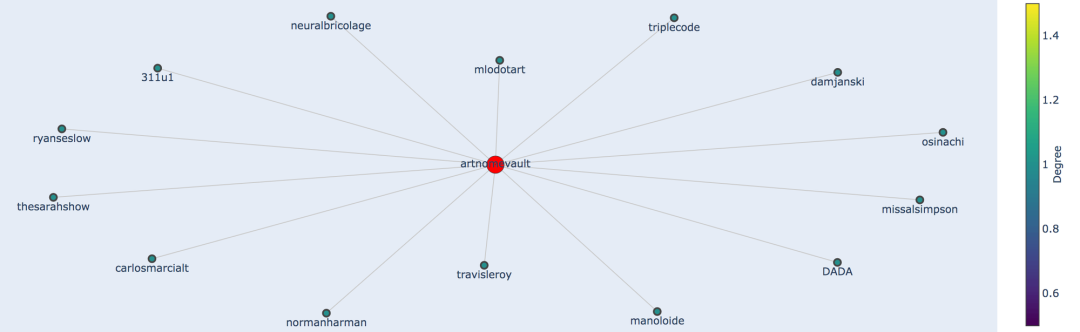 neuralbricolage
triplecode
mlodotart
311u1
damjanski
ryanseslow
osinachi
thesarahshow
missalsimpson
carlosmarcialt
travisleroy
DADA
normanharman
manoloide
1.4
1.2
1
0.8
0.6
Degree